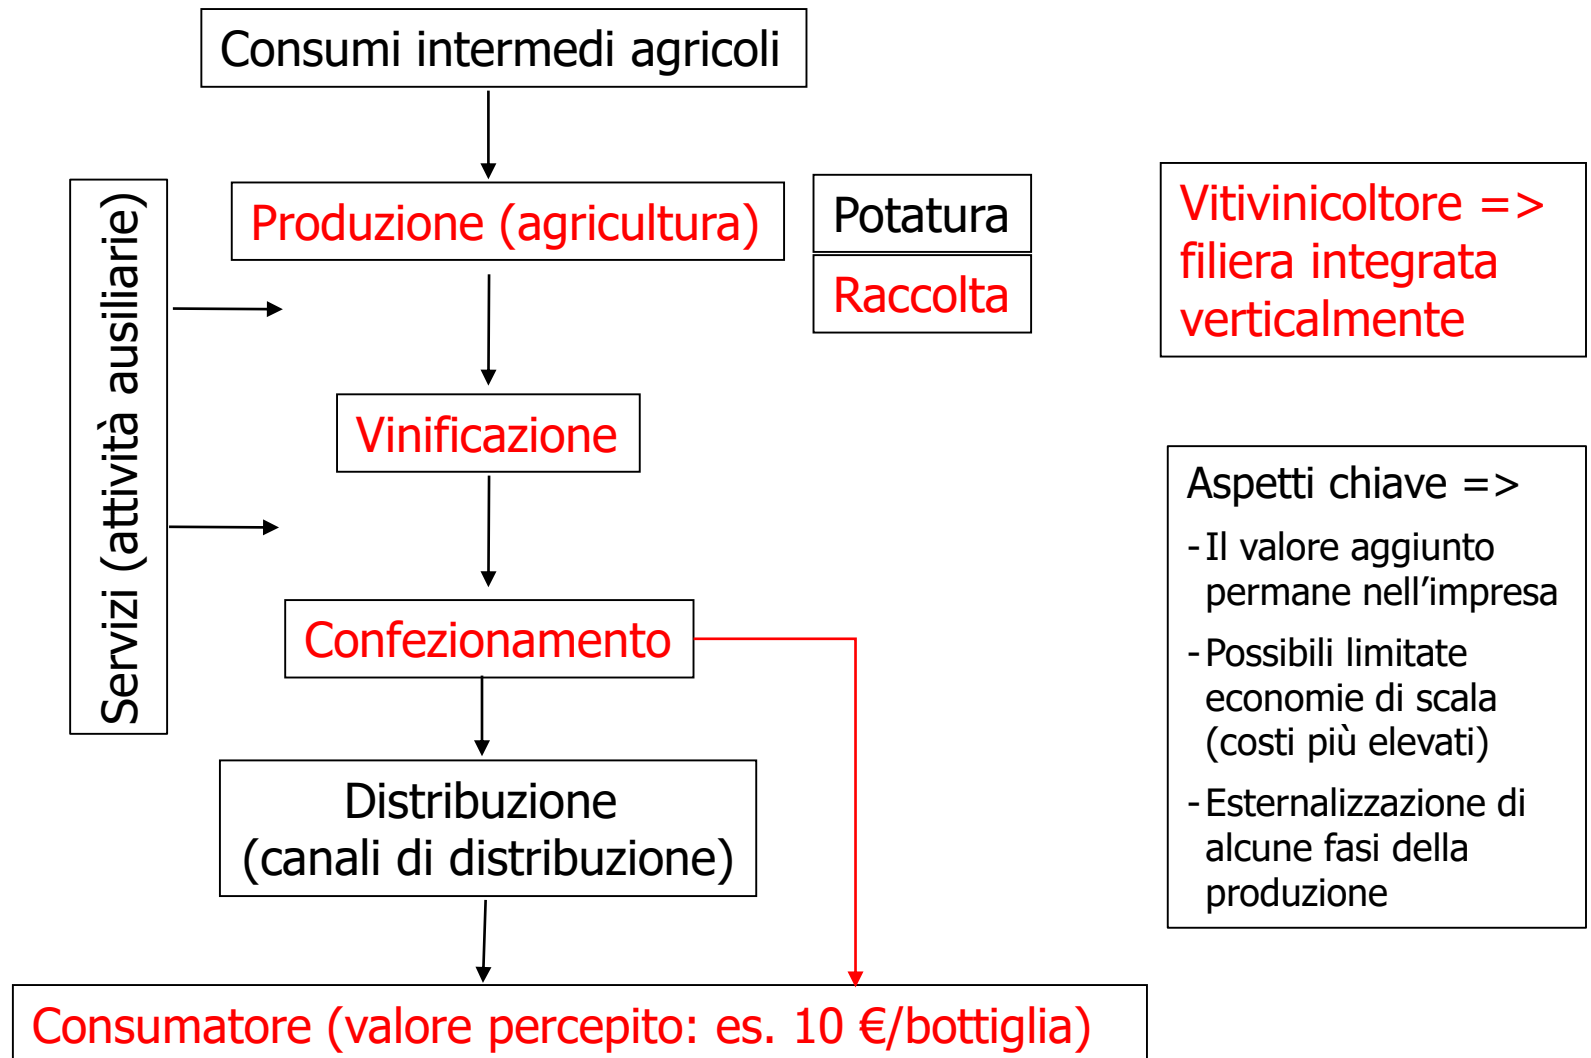 Consumi intermedi agricoli
Servizi (attività ausiliarie)
Produzione (agricultura)
Potatura
Raccolta
Vinificazione
Confezionamento
Distribuzione
(canali di distribuzione)
Consumatore (valore percepito: es. 10 €/bottiglia)
Vitivinicoltore =>
filiera integrata
verticalmente
Aspetti chiave =>
- Il valore aggiunto
permane nell’impresa
- Possibili limitate
economie di scala
(costi più elevati)
- Esternalizzazione di
alcune fasi della
produzione